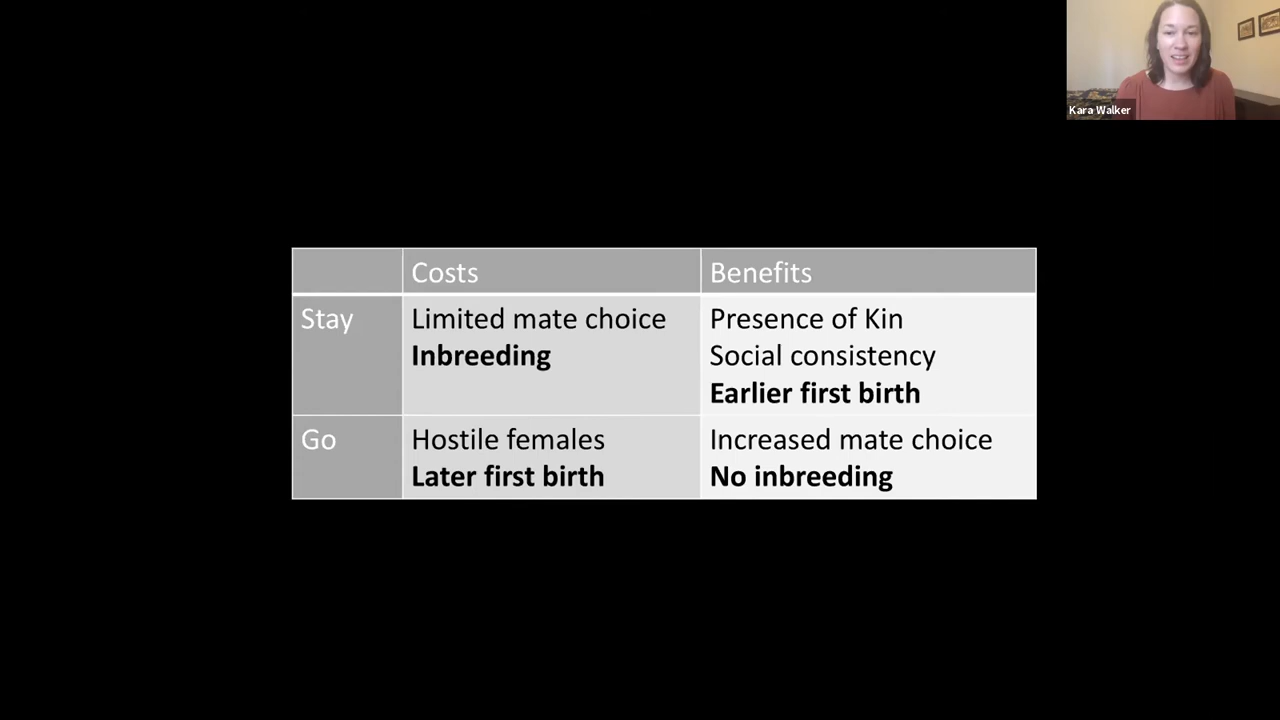 Kara Walker
Costs
Benefits
Stay
Limited mate choice
Inbreeding
Presence of Kin
Social consistency
Earlier first birth
Go
Hostile females
Later first birth
Increased mate choice
No inbreeding